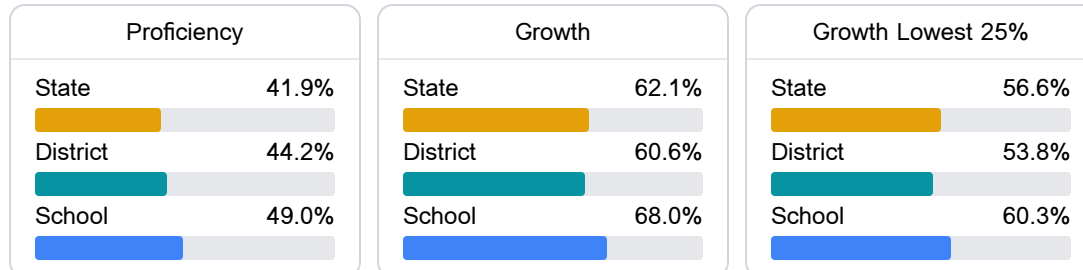 Proficiency
State 41.9%
District 44.2%
School 49.0%
Growth
State 62.1%
District 60.6%
School 68.0%
Growth Lowest 25%
State 56.6%
District 53.8%
School 60.3%